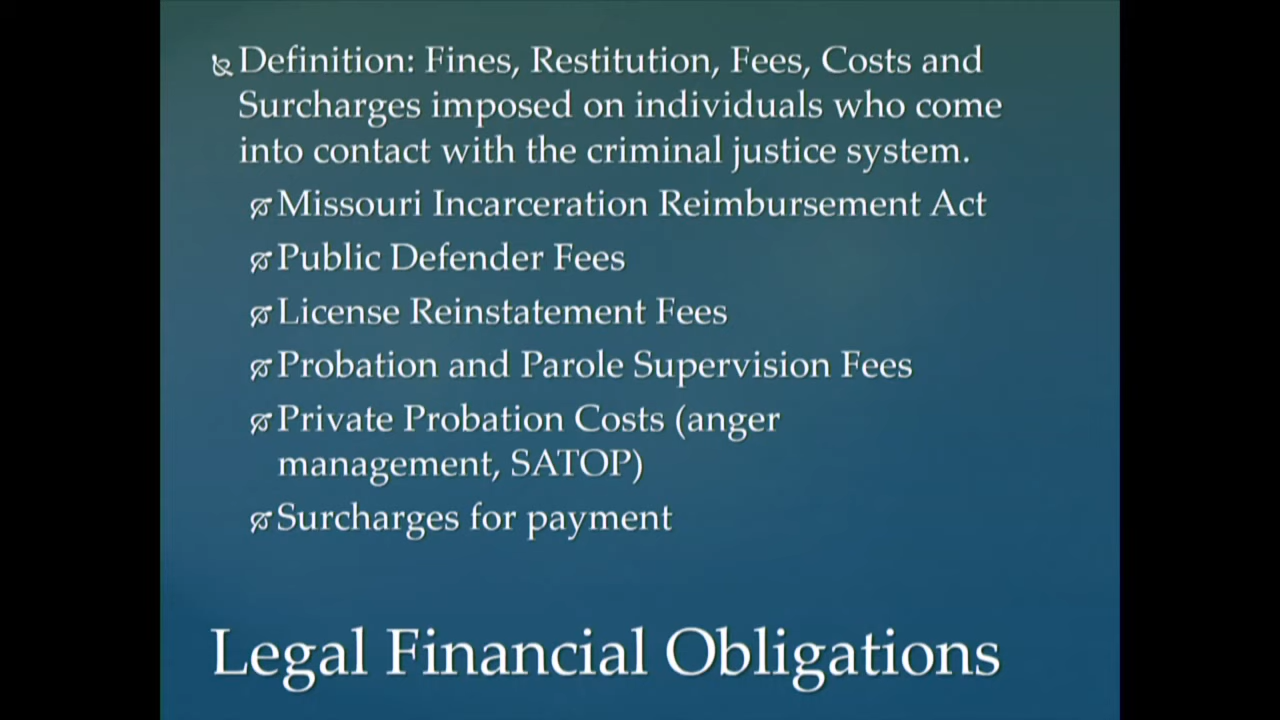 Definition: Fines, Restitution, Fees, Costs and
Surcharges imposed on individuals who come
into contact with the criminal justice system.
Missouri Incarceration Reimbursement Act
Public Defender Fees
License Reinstatement Fees
Probation and Parole Supervision Fees
Private Probation Costs (anger
management, SATOP)
Surcharges for payment
Legal Financial Obligations